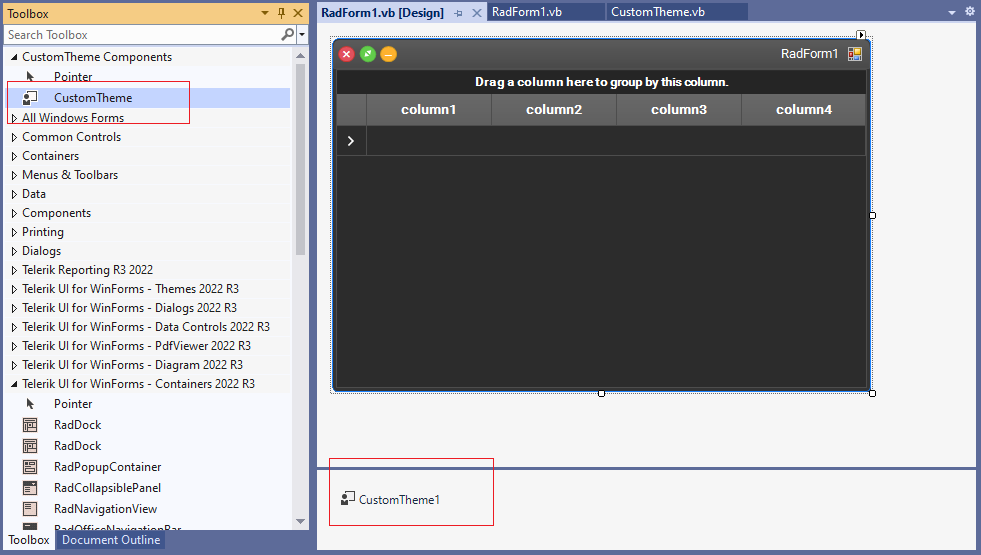 Toolbox
Search Toolbox
CustomTheme Components
Pointer
CustomTheme
All Windows Forms
Common Controls
Containers
Menus & Toolbars
Data
Components
Printing
Dialogs
Telerik Reporting R3 2022
Telerik UI for WinForms - Themes 2022 R3
Telerik UI for WinForms - Dialogs 2022 R3
Telerik UI for WinForms - Data Controls 2022 R3
Telerik UI for WinForms - PdfViewer 2022 R3
Telerik UI for WinForms - Diagram 2022 R3
Telerik UI for WinForms - Containers 2022 R3
Pointer
RadDock
RadDock
RadPopupContainer
RadCollapsiblePanel
RadNavigationView
RadOfficeNavigationBar
Toolbox Document Outline
RadForm1.vb [Design] RadForm1.vb CustomTheme.vb
RadForm1
Drag a column here to group by this column.
column1 column2 column3 column4
CustomTheme1